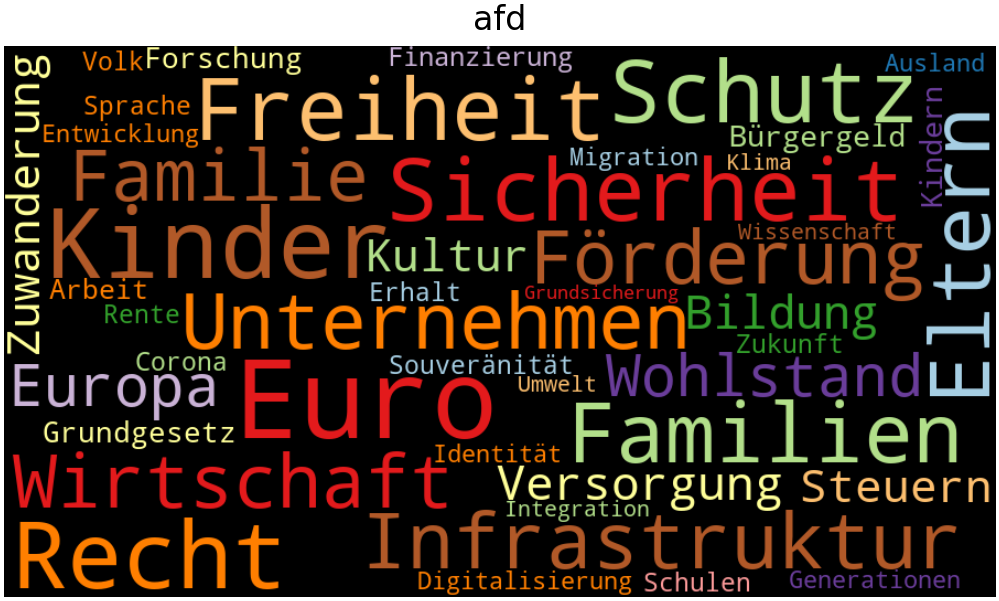 afd
Zuwanderung
Volk
Forschung
Finanzierung
Ausland
Sprache
Freiheit
Schutz
Kindern
Entwicklung
Bürgergeld
Eltern
Familie
Migration
Klima
Sicherheit
Kinder
Kultur
Förderung
Wissenschaft
Arbeit
Erhalt
Grundsicherung
Rente
Unternehmen
Bildung
Zukunft
Corona
Souveränität
Europa
Euro
Umwelt
Wohlstand
Grundgesetz
Familien
Identität
Wirtschaft
Versorgung
Steuern
Integration
Recht
Infrastruktur
Digitalisierung
Schulen
Generationen